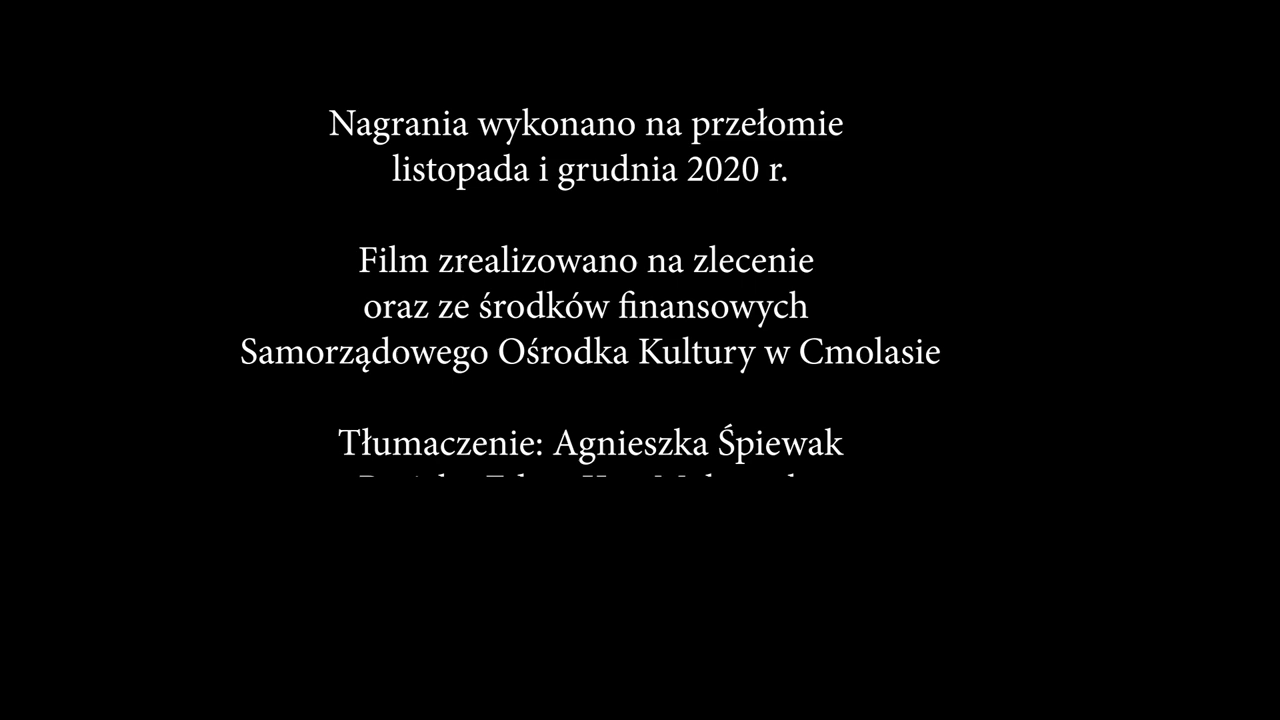 Nagrania wykonano na przełomie
listopada i grudnia 2020 r.
Film zrealizowano na zlecenie
oraz ze środków finansowych
Samorządowego Ośrodka Kultury w Cmolasie
Tłumaczenie: Agnieszka Śpiewak